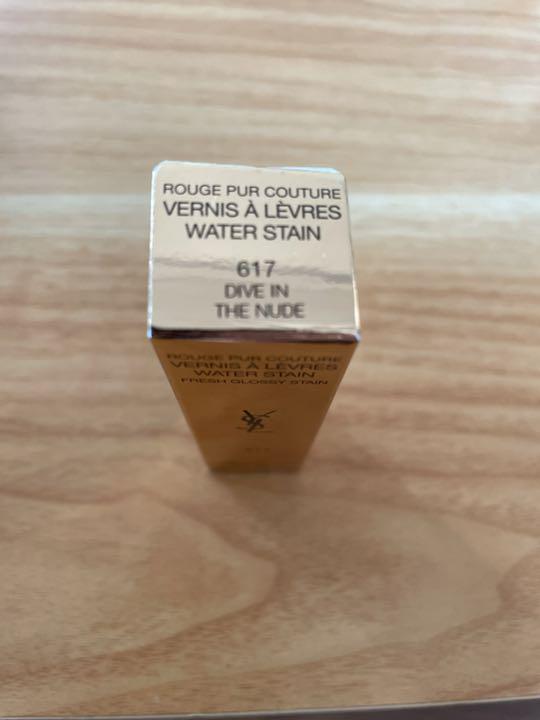 ROUGE PUR COUTURE
VERNIS À LÈVRES
WATER STAIN
617
DIVE IN
THE NUDE
ROUGE PUR COUTURE
VERNIS À LÈVRES
WATER STAIN
FRESH GLOSSY STAIN